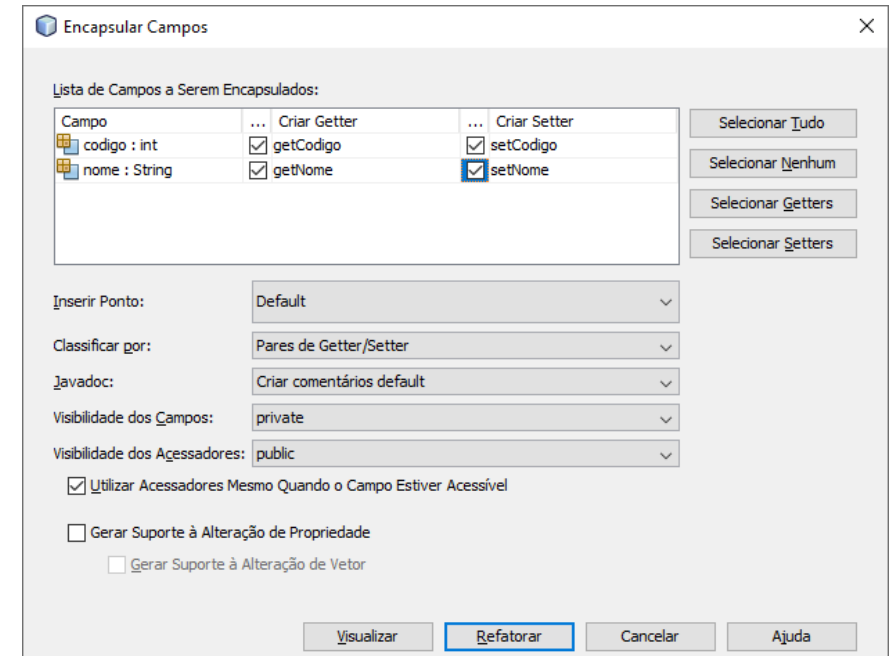 Encapsular Campos
Lista de Campos a Serem Encapsulados:
Campo ... Criar Getter ... Criar Setter
codigo : int getCodigo setCodigo
nome : String getNome setNome
Selecionar Tudo
Selecionar Nenhum
Selecionar Getters
Selecionar Setters
Inserir Ponto: Default
Classificar por: Pares de Getter/Setter
Javadoc: Criar comentários default
Visibilidade dos Campos: private
Visibilidade dos Acessadores: public
Utilizar Acessadores Mesmo Quando o Campo Estiver Acessível
Gerar Suporte à Alteração de Propriedade
Gerar Suporte à Alteração de Vetor
Visualizar Refatorar Cancelar Ajuda